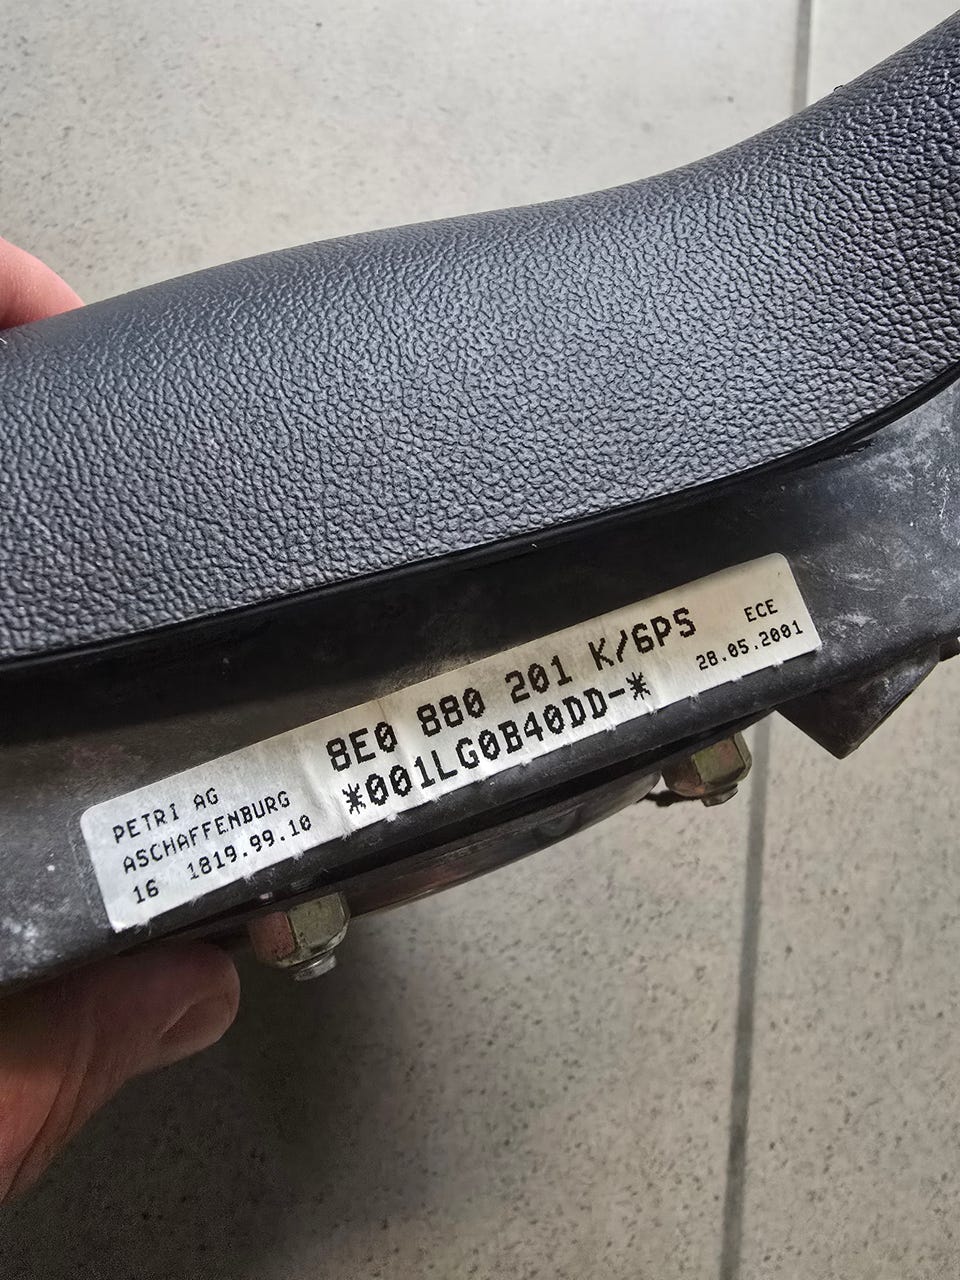 PETRI AG
ASCHAFFENBURG
16 1819.99.10
8E0 880 201 K/6PS
*001LG0B40DD-*
ECE
28.05.2001